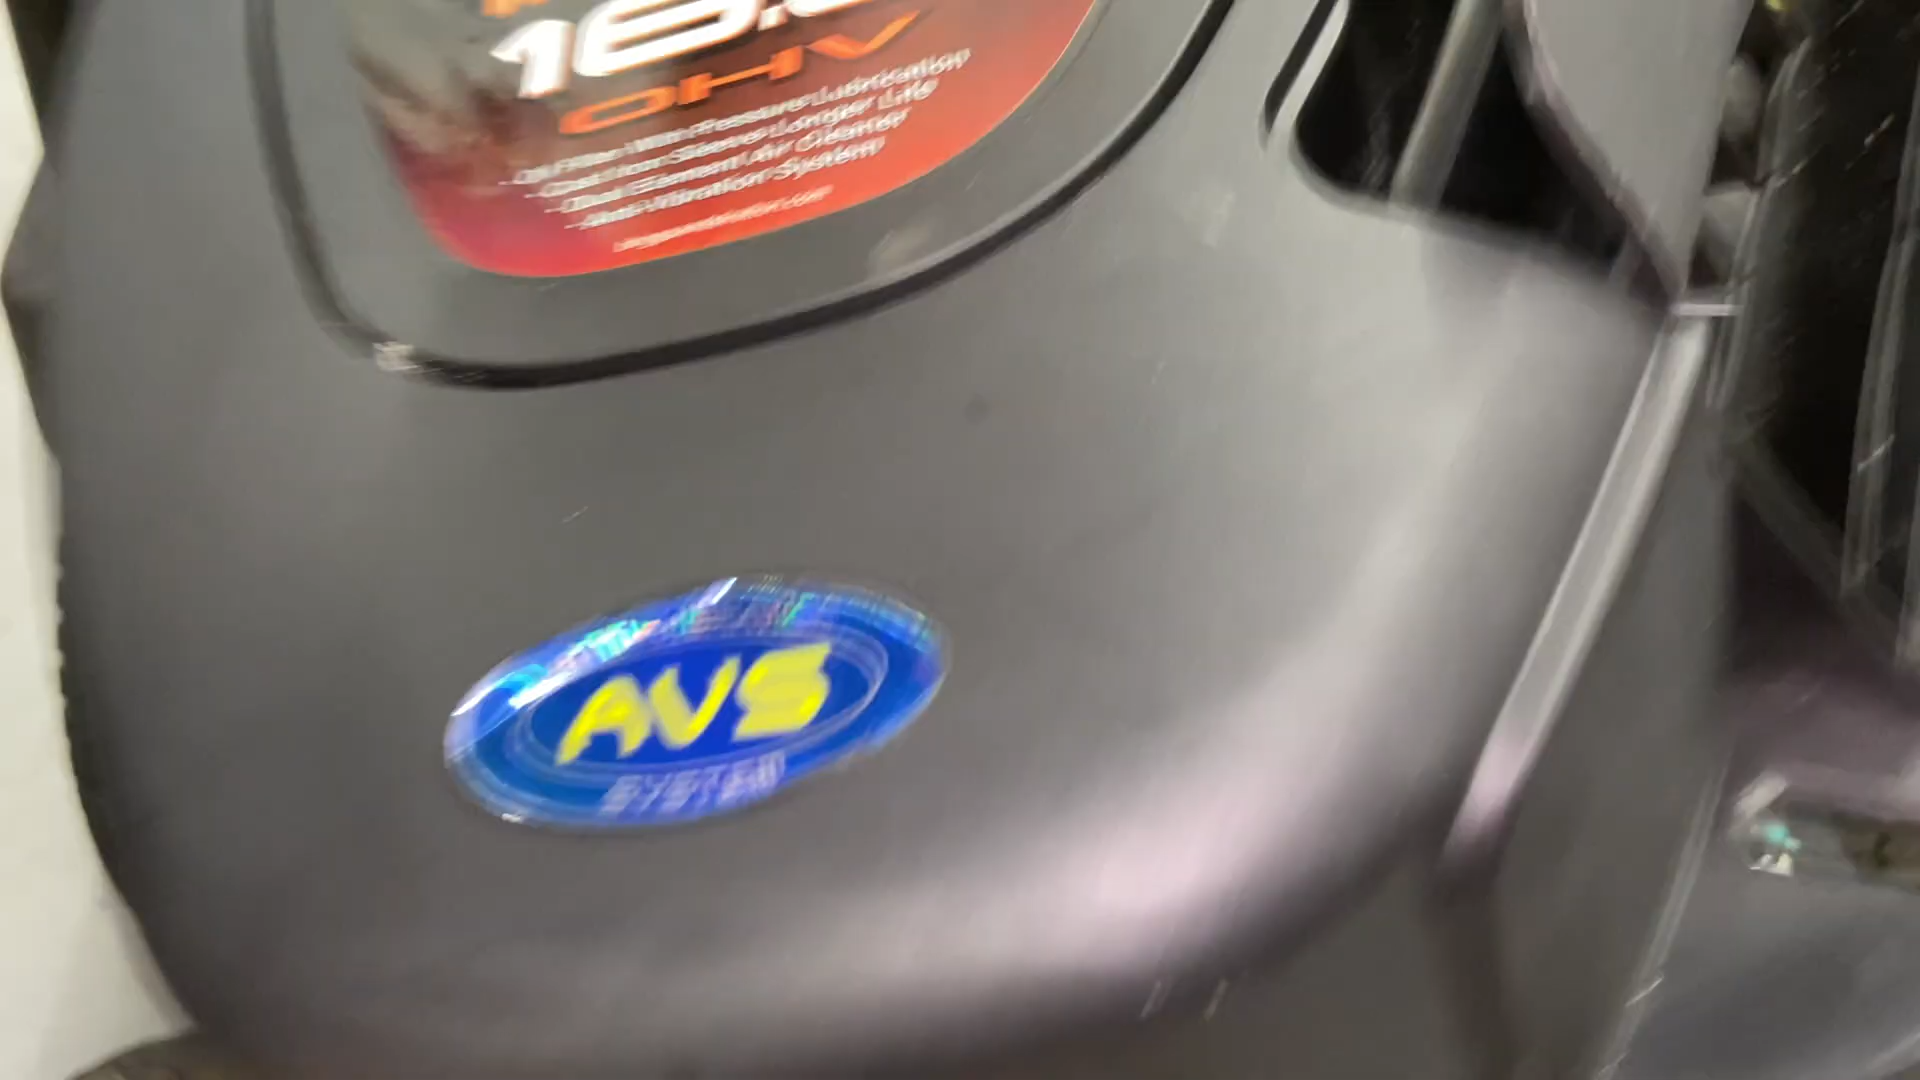 OHV
- Oil Filter With Pressure Lubrication
- Cast Iron Sleeve Longer Life
- Dual Element Air Cleaner
- Anti-Vibration System
AVS
SYSTEM